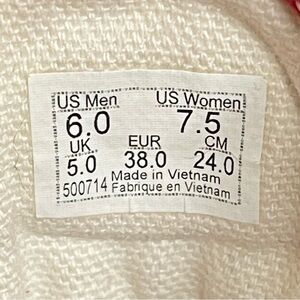 US Men US Women
6.0 7.5
UK. EUR CM
5.0 38.0 24.0
Made in Vietnam
500714 Fabrique en Vietnam